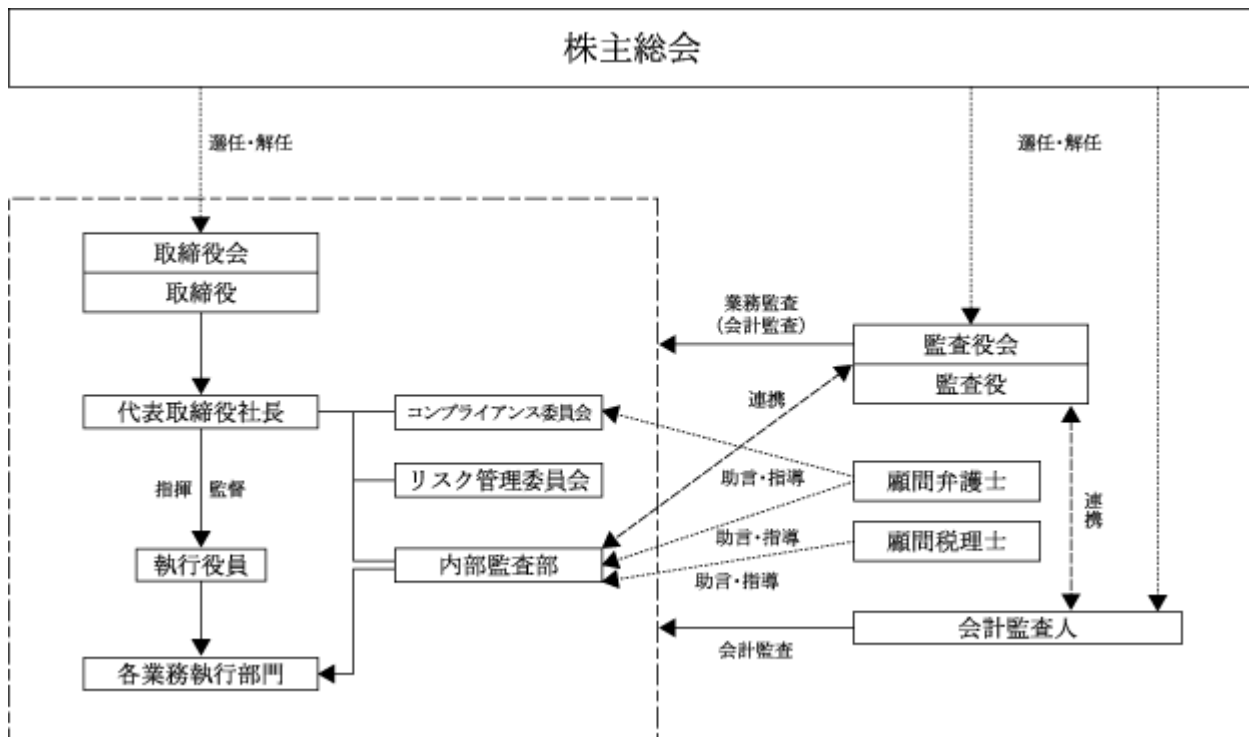 株主総会
選任・解任
選任・解任
取締役会
取締役
業務監査
(会計監査)
監査役会
監査役
連携
代表取締役社長
コンプライアンス委員会
リスク管理委員会
助言・指導
顧問弁護士
指揮 監督
連携
助言・指導
顧問税理士
執行役員
内部監査部
助言・指導
会計監査人
会計監査
各業務執行部門